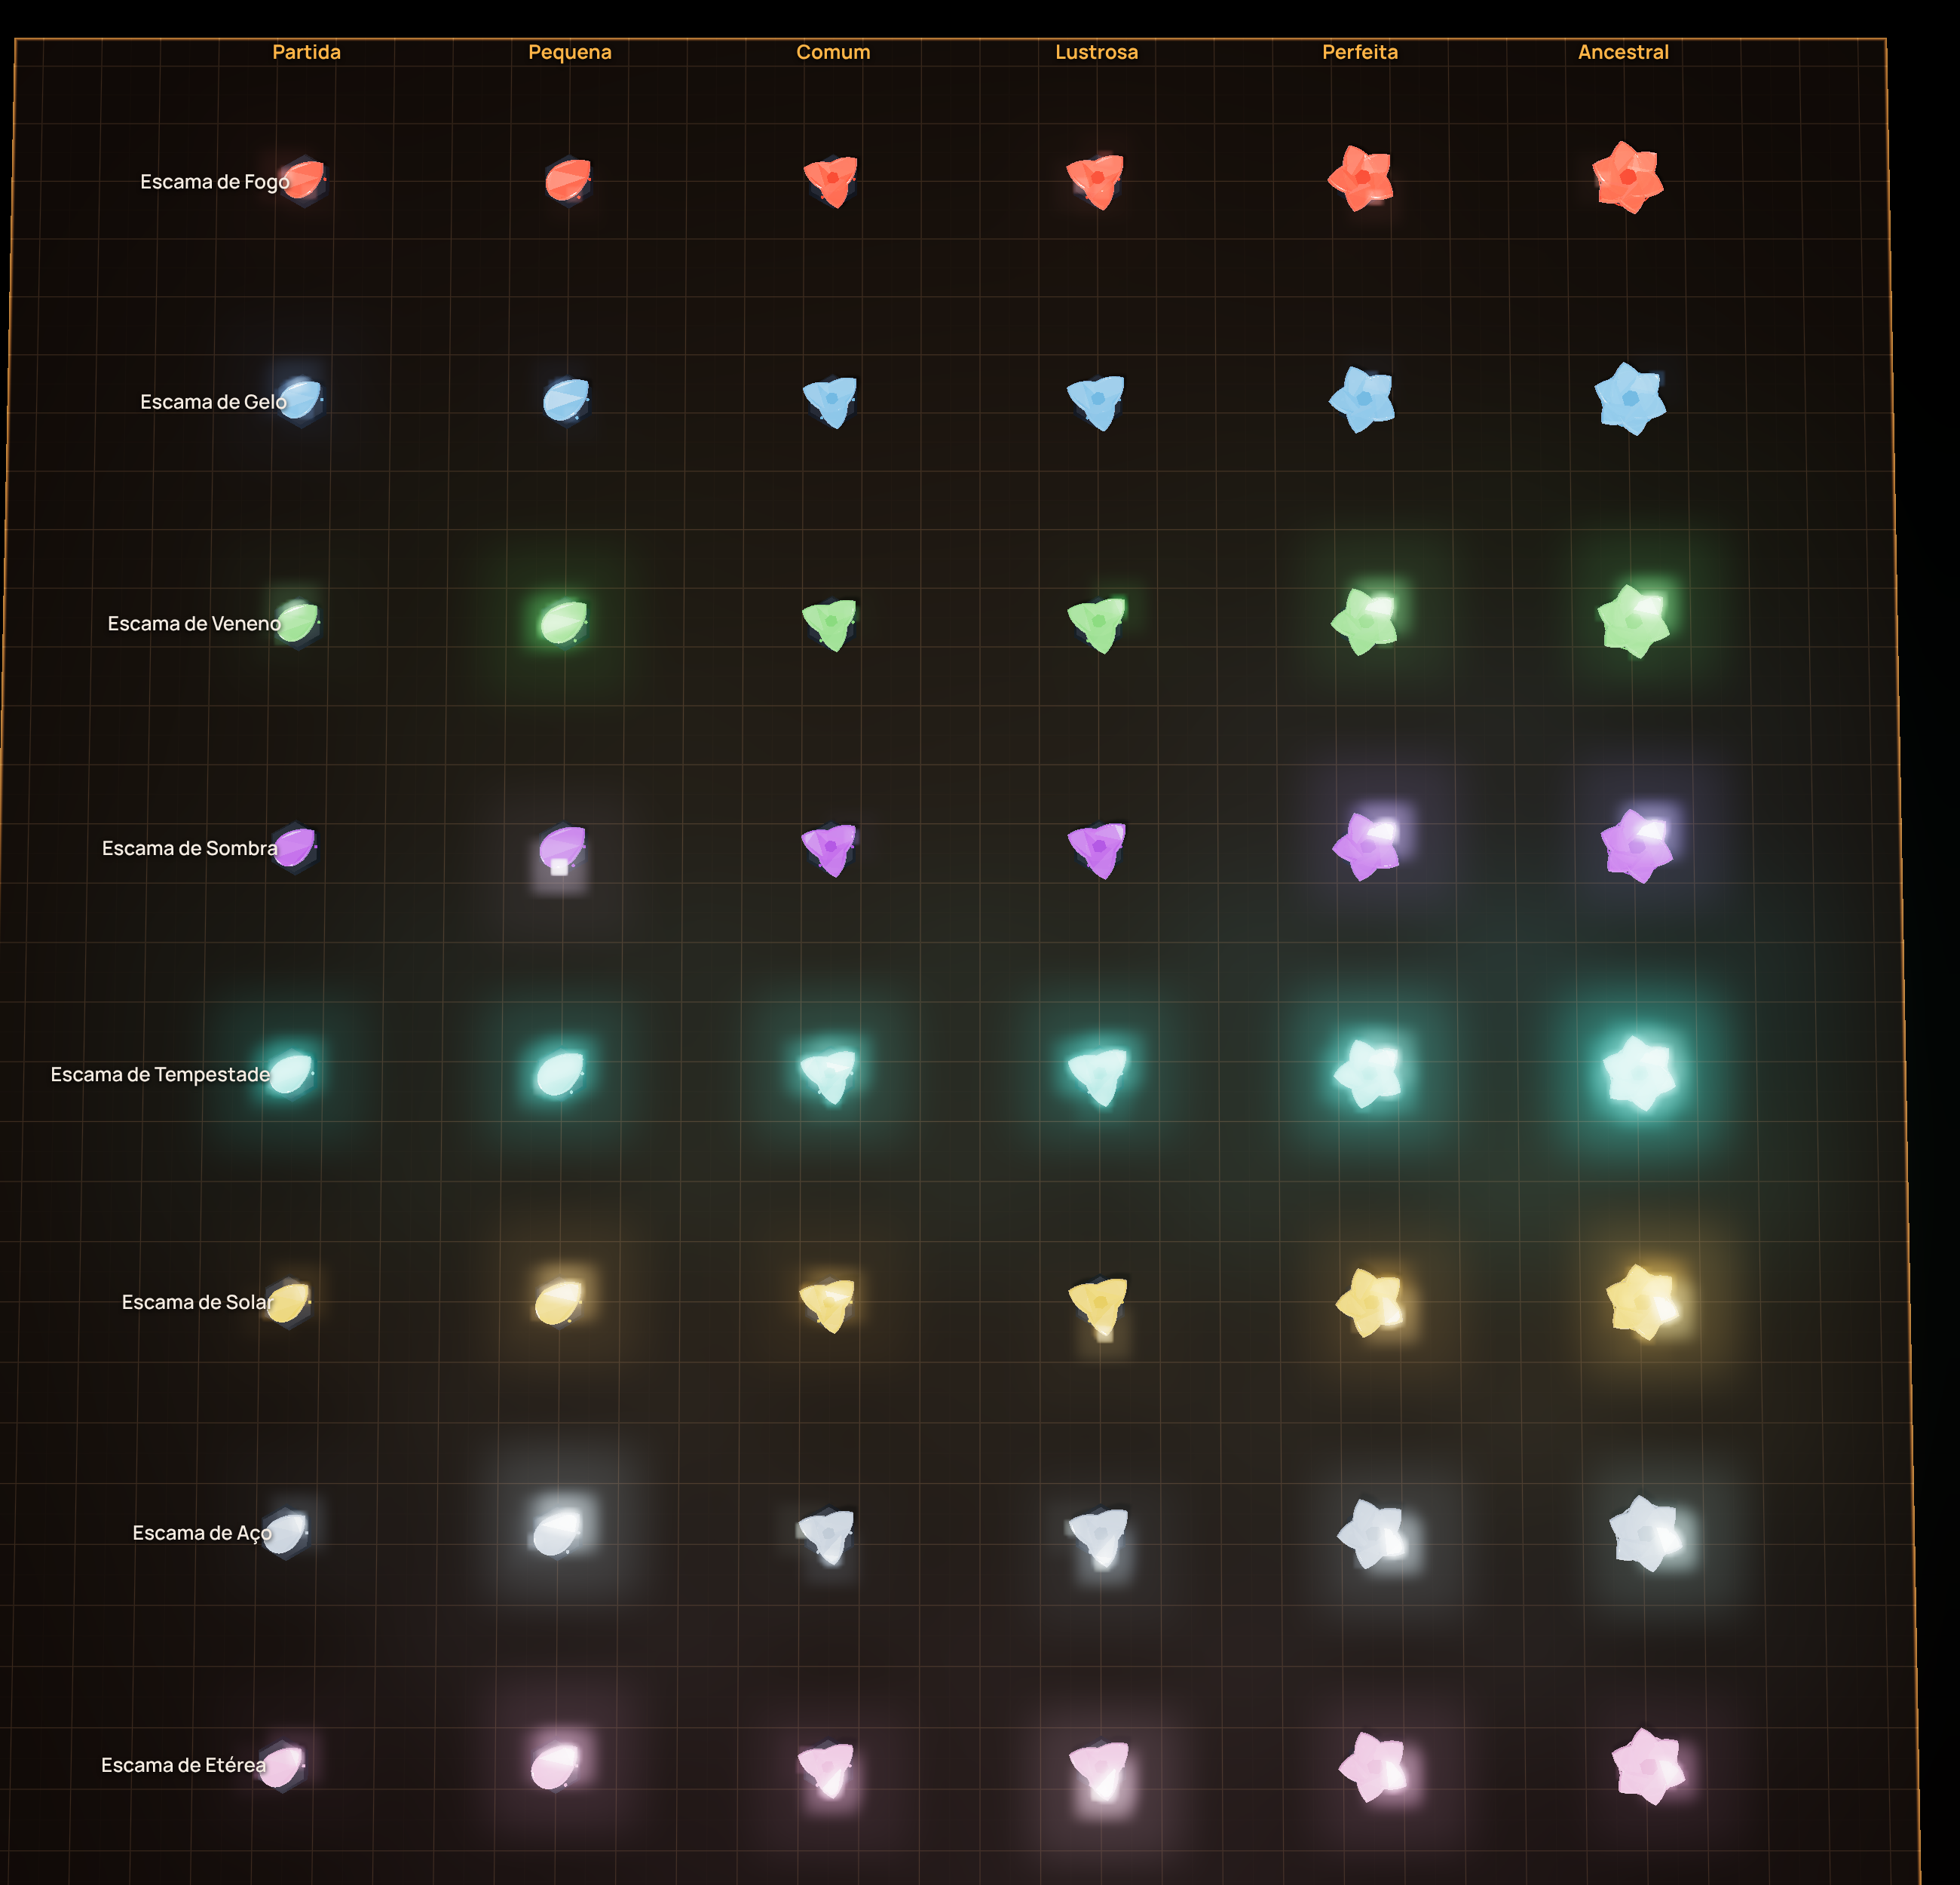 Partida Pequena Comum Lustrosa Perfeita Ancestral
Escama de Fogo
Escama de Gelo
Escama de Veneno
Escama de Sombra
Escama de Tempestade
Escama de Solar
Escama de Aço
Escama de Etérea